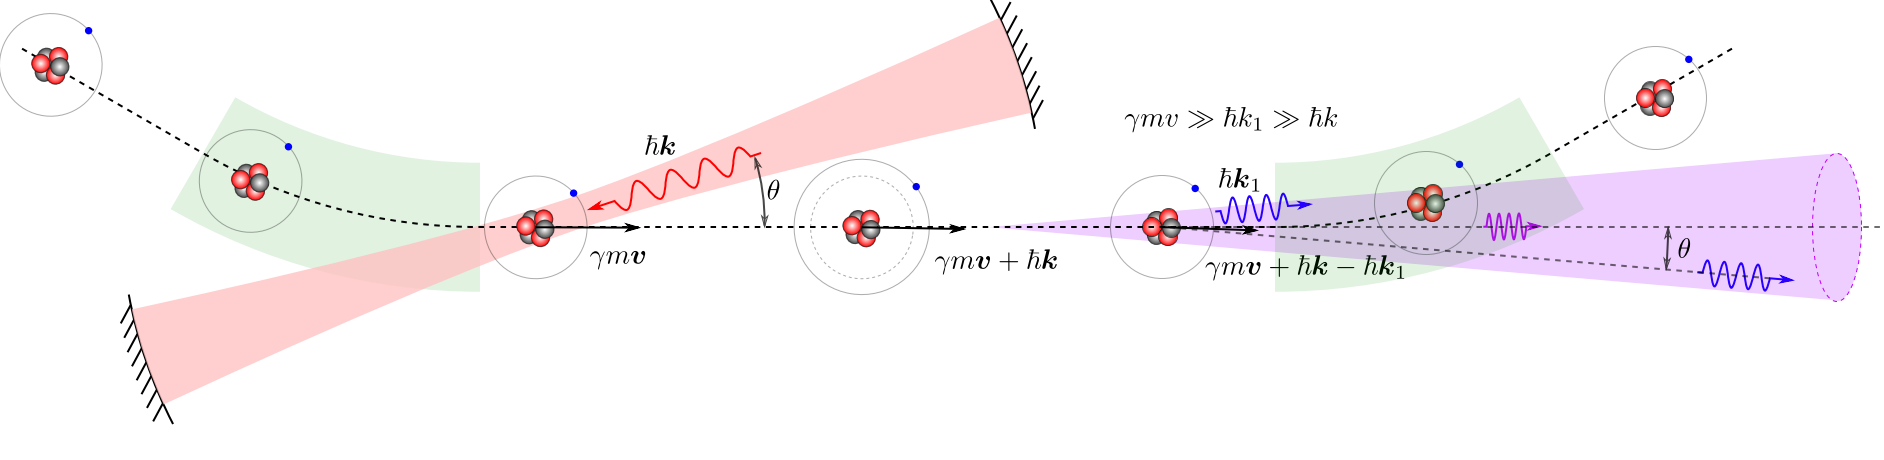 γmv ≫ ħk₁ ≫ ħk
ħk
θ
γmv
γmv + ħk
ħk₁
γmv + ħk − ħk₁
θ